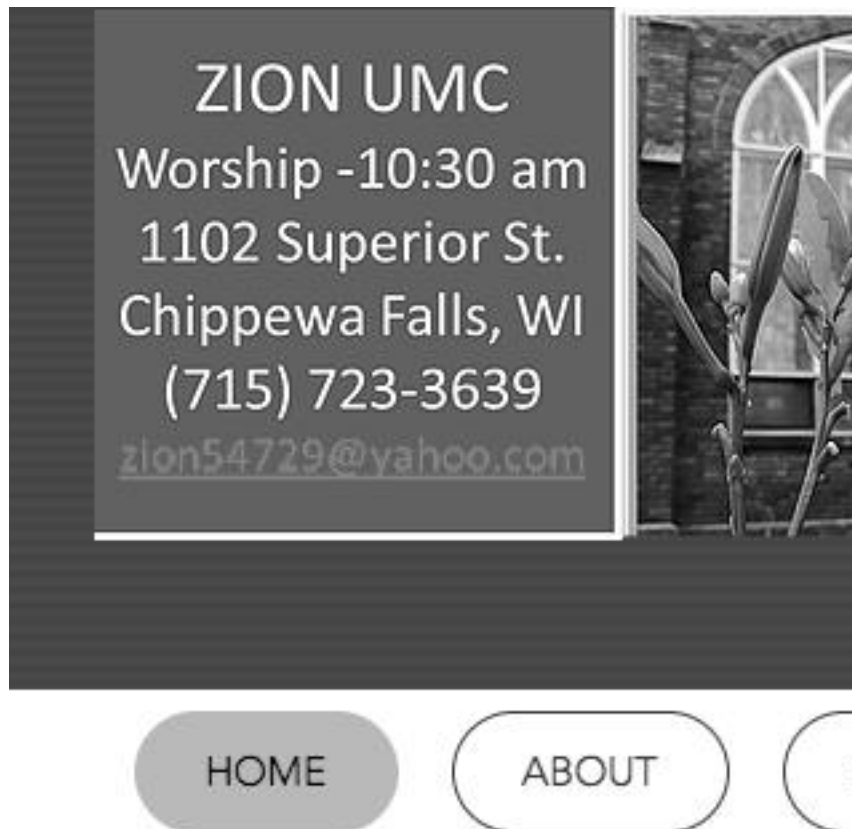 ZION UMC
Worship -10:30 am
1102 Superior St.
Chippewa Falls, WI
(715) 723-3639
zion54729@yahoo.com
HOME
ABOUT